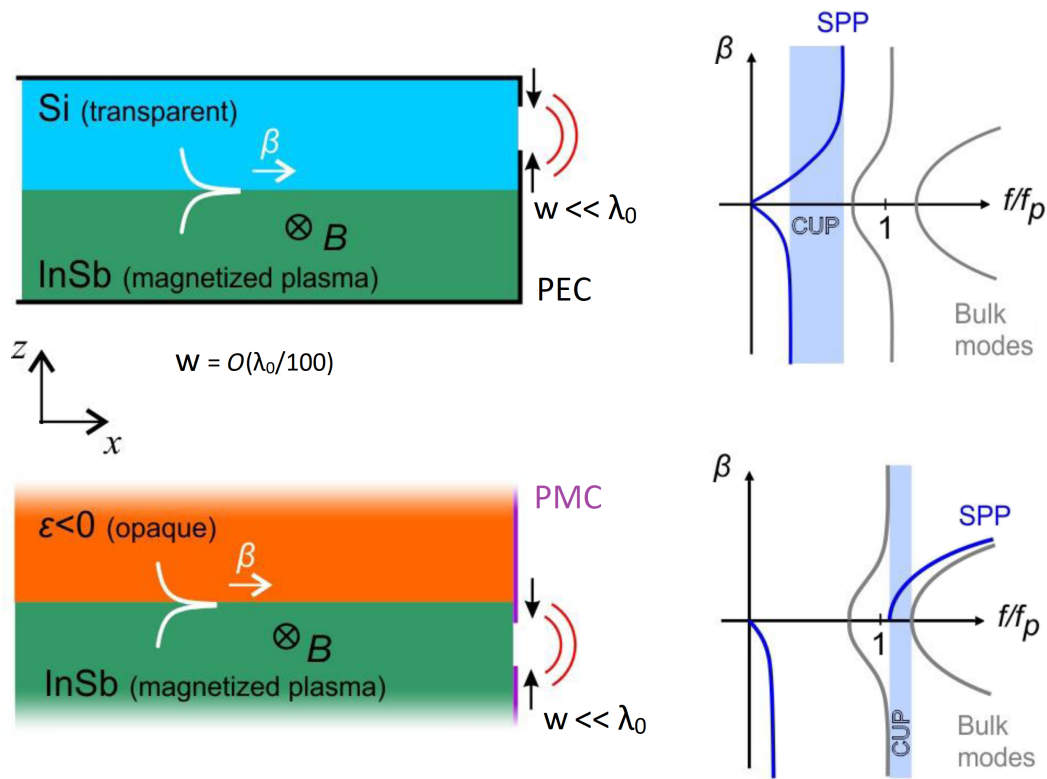 Si (transparent)
β
⊗ B
InSb (magnetized plasma)
w << λ₀
PEC
w = O(λ₀/100)
z
x
SPP
β
f/fₚ
CUP
1
Bulk
modes
PMC
ε<0 (opaque)
β
⊗ B
InSb (magnetized plasma)
w << λ₀
β
SPP
f/fₚ
1
CUP
Bulk
modes